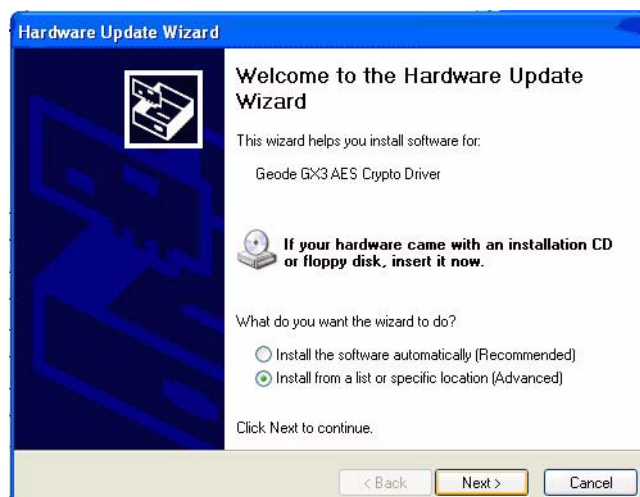 Hardware Update Wizard
Welcome to the Hardware Update
Wizard
This wizard helps you install software for:
Geode GX3 AES Crypto Driver
If your hardware came with an installation CD
or floppy disk, insert it now.
What do you want the wizard to do?
Install the software automatically (Recommended)
Install from a list or specific location (Advanced)
Click Next to continue.
< Back
Next >
Cancel